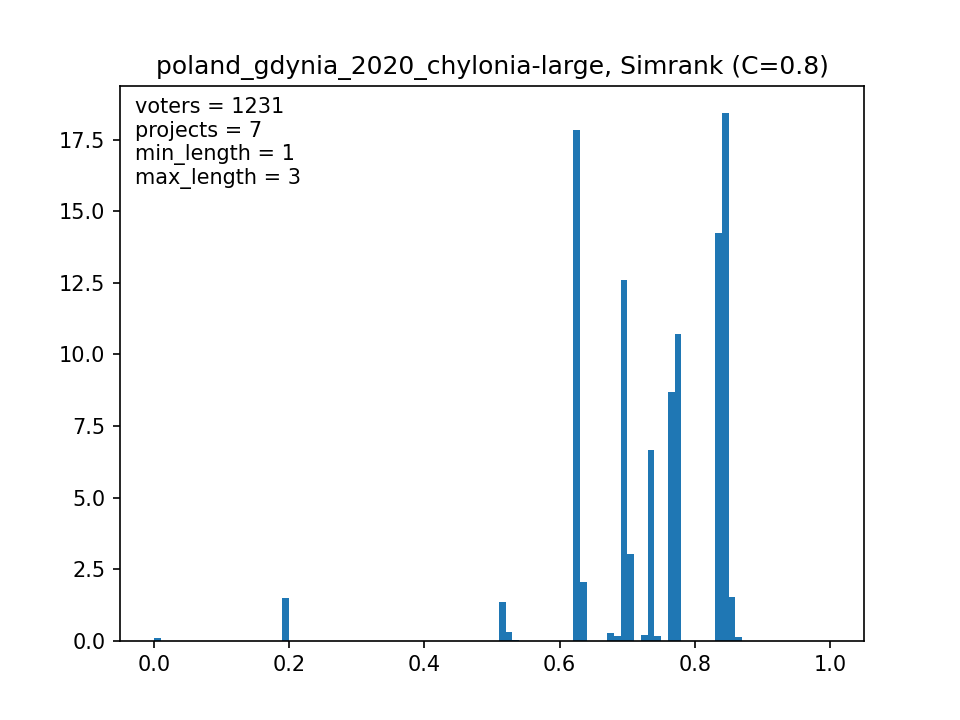 poland_gdynia_2020_chylonia-large, Simrank (C=0.8)
voters = 1231
projects = 7
min_length = 1
max_length = 3
17.5
15.0
12.5
10.0
7.5
5.0
2.5
0.0
0.0 0.2 0.4 0.6 0.8 1.0